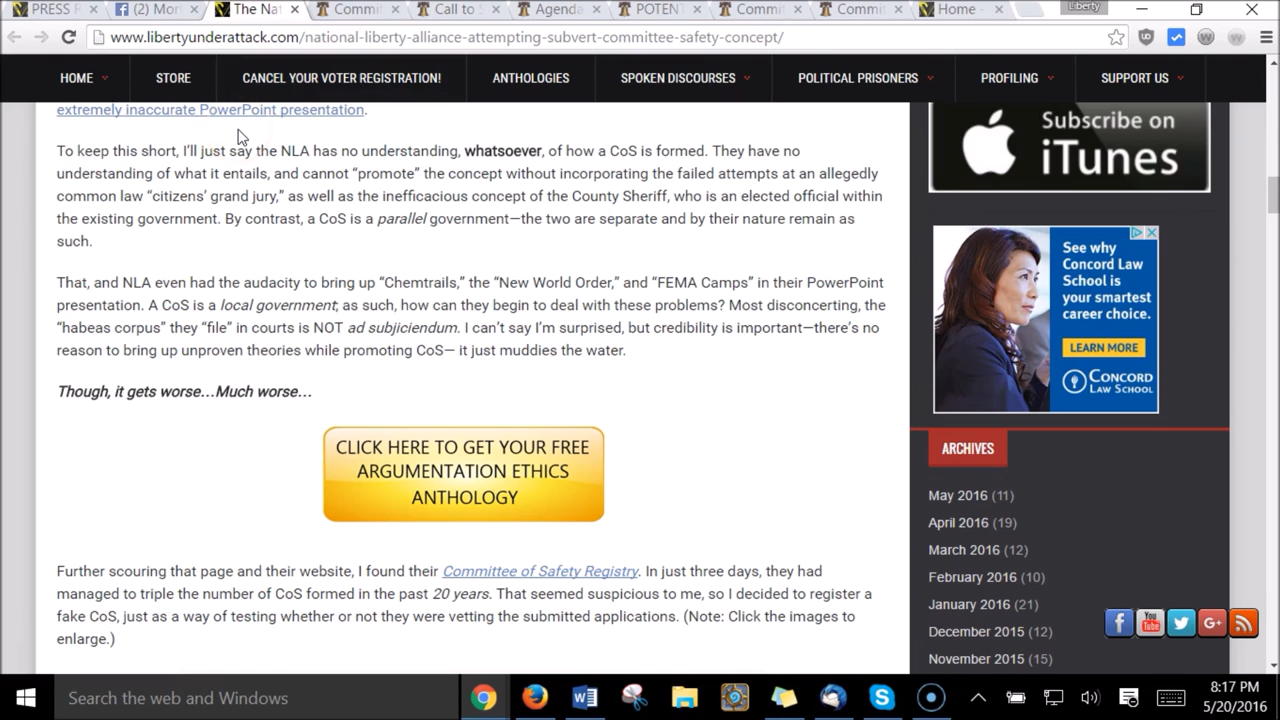 PRESS R
(2) Mon
The Nat
Commit
Call to S
Agenda
POTENT
Commit
Commit
Home -
Liberty
www.libertyunderattack.com/national-liberty-alliance-attempting-subvert-committee-safety-concept/
HOME
STORE
CANCEL YOUR VOTER REGISTRATION!
ANTHOLOGIES
SPOKEN DISCOURSES
POLITICAL PRISONERS
PROFILING
SUPPORT US
extremely inaccurate PowerPoint presentation.
To keep this short, I'll just say the NLA has no understanding, whatsoever, of how a CoS is formed. They have no
understanding of what it entails, and cannot “promote” the concept without incorporating the failed attempts at an allegedly
common law “citizens’ grand jury,” as well as the inefficacious concept of the County Sheriff, who is an elected official within
the existing government. By contrast, a CoS is a parallel government—the two are separate and by their nature remain as
such.
That, and NLA even had the audacity to bring up “Chemtrails,” the “New World Order,” and “FEMA Camps” in their PowerPoint
presentation. A CoS is a local government, as such, how can they begin to deal with these problems? Most disconcerting, the
“habeas corpus” they “file” in courts is NOT ad subjiciendum. I can’t say I’m surprised, but credibility is important—there’s no
reason to bring up unproven theories while promoting CoS— it just muddies the water.
Though, it gets worse…Much worse…
CLICK HERE TO GET YOUR FREE
ARGUMENTATION ETHICS
ANTHOLOGY
Further scouring that page and their website, I found their Committee of Safety Registry. In just three days, they had
managed to triple the number of CoS formed in the past 20 years. That seemed suspicious to me, so I decided to register a
fake CoS, just as a way of testing whether or not they were vetting the submitted applications. (Note: Click the images to
enlarge.)
Subscribe on
iTunes
See why
Concord Law
School is
your smartest
career choice.
LEARN MORE
CONCORD
LAW SCHOOL
ARCHIVES
May 2016 (11)
April 2016 (19)
March 2016 (12)
February 2016 (10)
January 2016 (21)
December 2015 (12)
November 2015 (15)
Search the web and Windows
8:17 PM
5/20/2016